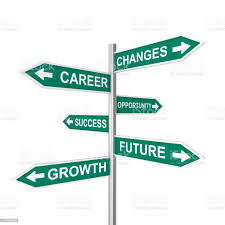 CHANGES
CAREER
OPPORTUNITY
SUCCESS
FUTURE
GROWTH